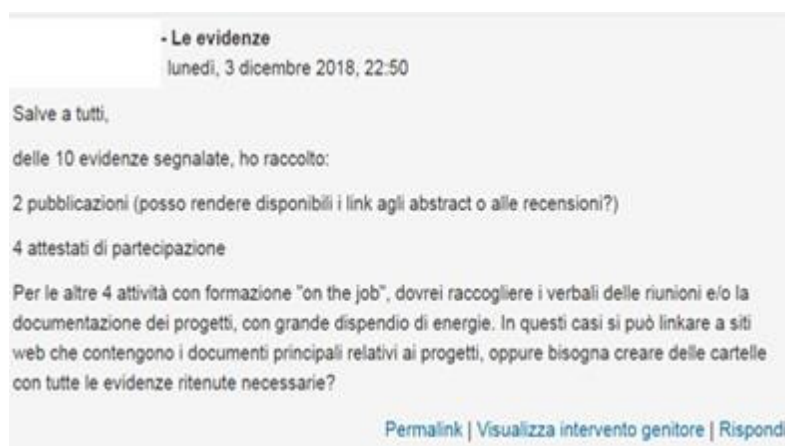 - Le evidenze
lunedì, 3 dicembre 2018, 22:50
Salve a tutti,
delle 10 evidenze segnalate, ho raccolto:
2 pubblicazioni (posso rendere disponibili i link agli abstract o alle recensioni?)
4 attestati di partecipazione
Per le altre 4 attività con formazione "on the job", dovrei raccogliere i verbali delle riunioni e/o la
documentazione dei progetti, con grande dispendio di energie. In questi casi si può linkare a siti
web che contengono i documenti principali relativi ai progetti, oppure bisogna creare delle cartelle
con tutte le evidenze ritenute necessarie?
Permalink | Visualizza intervento genitore | Rispondi